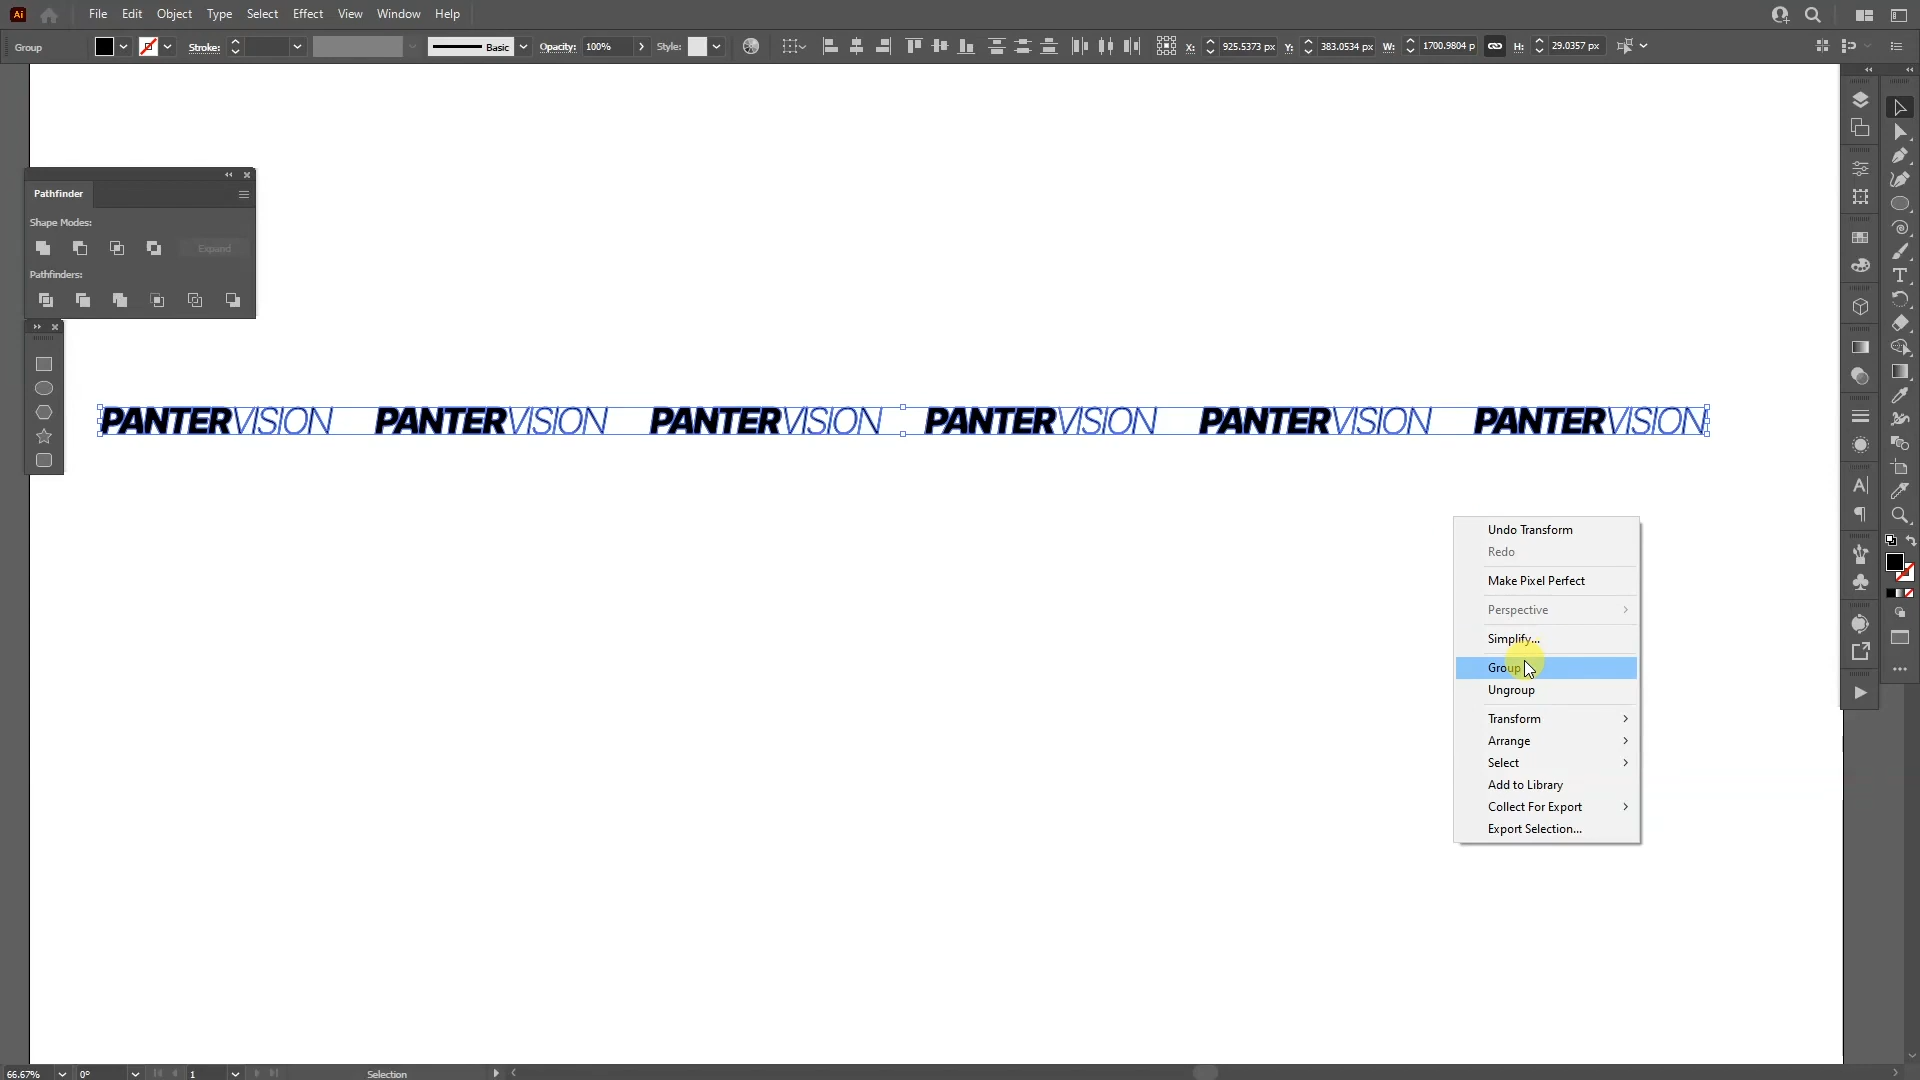 Ai File Edit Object Type Select Effect View Window Help
Group Stroke: Basic Opacity: 100% Style: X: 925.5373 px Y: 383.0534 px W: 1700.9804 p H: 29.0357 px
Pathfinder
Shape Modes:
Expand
Pathfinders:
PANTERVISION PANTERVISION PANTERVISION PANTERVISION PANTERVISION PANTERVISION
Undo Transform
Redo
Make Pixel Perfect
Perspective
Simplify...
Group
Ungroup
Transform
Arrange
Select
Add to Library
Collect For Export
Export Selection...
66.67% 0° 1 Selection